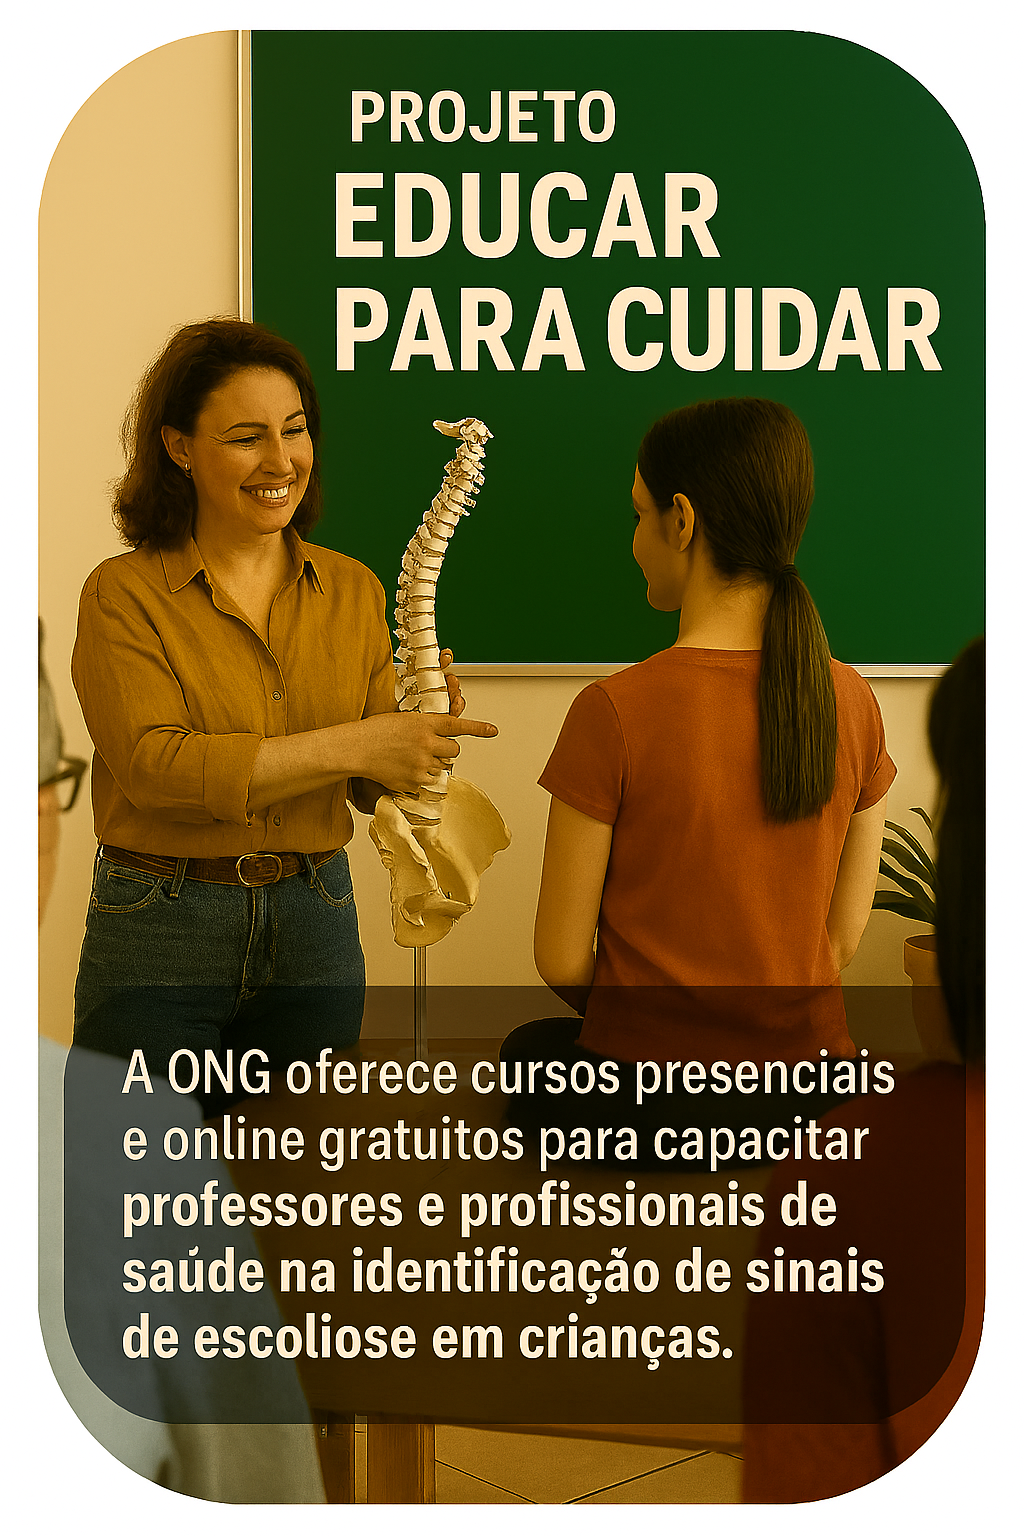 PROJETO
EDUCAR
PARA CUIDAR
A ONG oferece cursos presenciais
e online gratuitos para capacitar
professores e profissionais de
saúde na identificação de sinais
de escoliose em crianças.